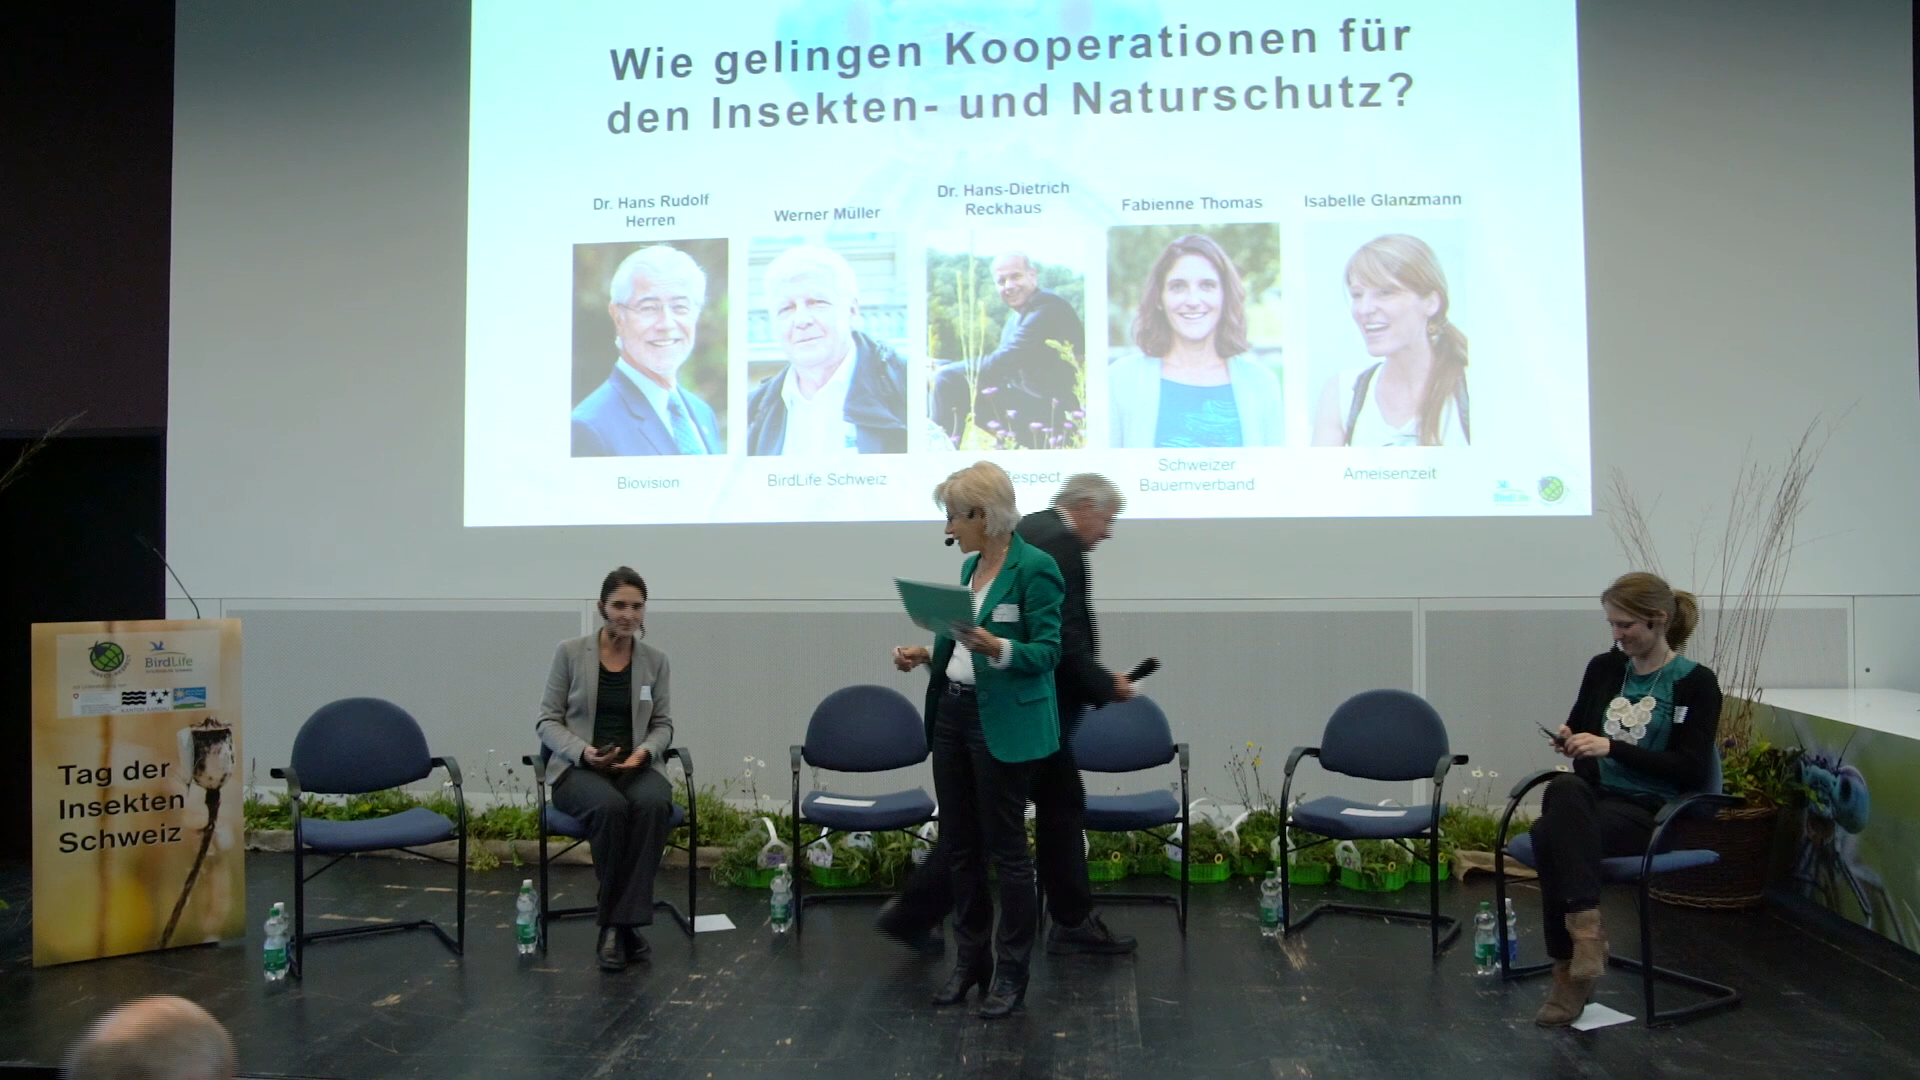 Wie gelingen Kooperationen für
den Insekten- und Naturschutz?
Dr. Hans Rudolf
Herren
Werner Müller
Dr. Hans-Dietrich
Reckhaus
Fabienne Thomas
Isabelle Glanzmann
Biovision
BirdLife Schweiz
Respect
Schweizer
Bauernverband
Ameisenzeit
BirdLife
Tag der
Insekten
Schweiz